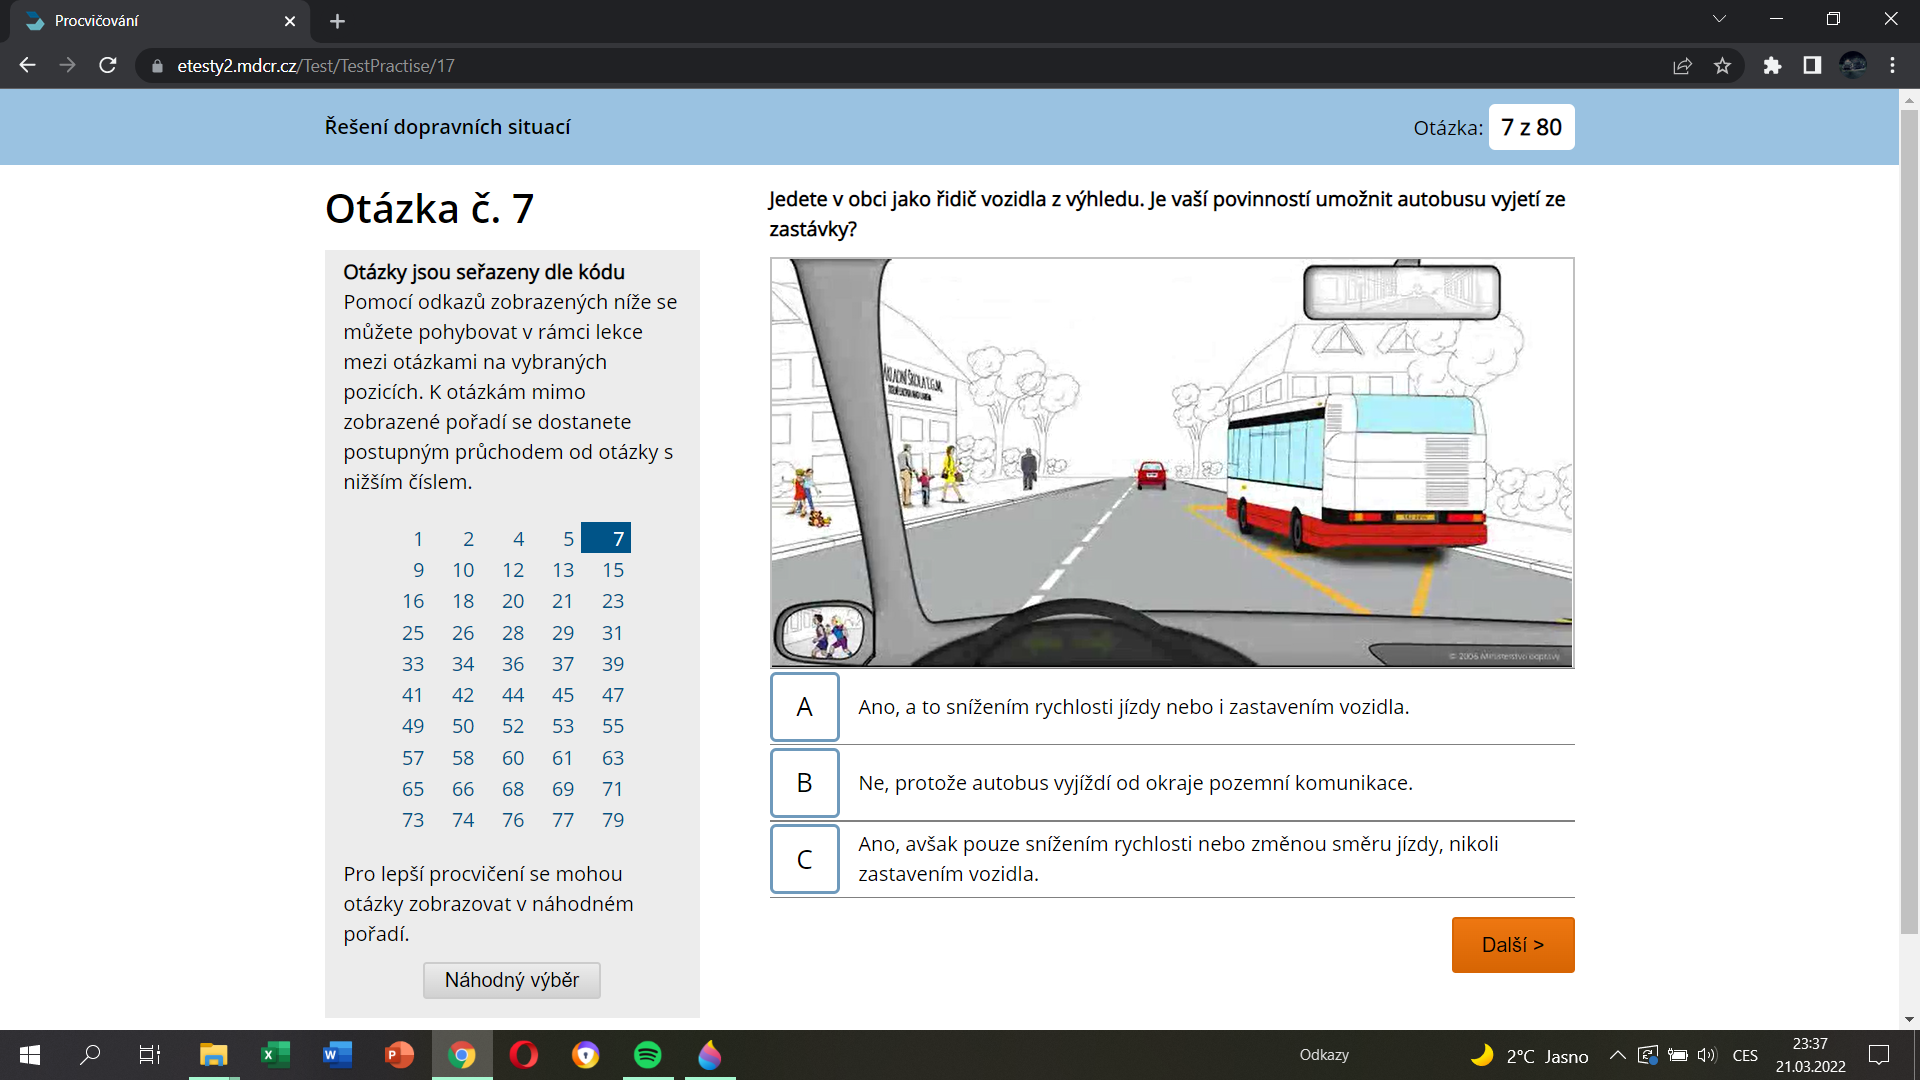 Procvičování
etesty2.mdcr.cz/Test/TestPractise/17
Řešení dopravních situací
Otázka: 7 z 80
Otázka č. 7
Otázky jsou seřazeny dle kódu
Pomocí odkazů zobrazených níže se
můžete pohybovat v rámci lekce
mezi otázkami na vybraných
pozicích. K otázkám mimo
zobrazené pořadí se dostanete
postupným průchodem od otázky s
nižším číslem.
1 2 4 5 7
9 10 12 13 15
16 18 20 21 23
25 26 28 29 31
33 34 36 37 39
41 42 44 45 47
49 50 52 53 55
57 58 60 61 63
65 66 68 69 71
73 74 76 77 79
Pro lepší procvičení se mohou
otázky zobrazovat v náhodném
pořadí.
Náhodný výběr
Jedete v obci jako řidič vozidla z výhledu. Je vaší povinností umožnit autobusu vyjetí ze
zastávky?
© 2006 Ministerstvo dopravy
A Ano, a to snížením rychlosti jízdy nebo i zastavením vozidla.
B Ne, protože autobus vyjíždí od okraje pozemní komunikace.
C Ano, avšak pouze snížením rychlosti nebo změnou směru jízdy, nikoli
zastavením vozidla.
Další >
Odkazy
2°C Jasno
CES
23:37
21.03.2022